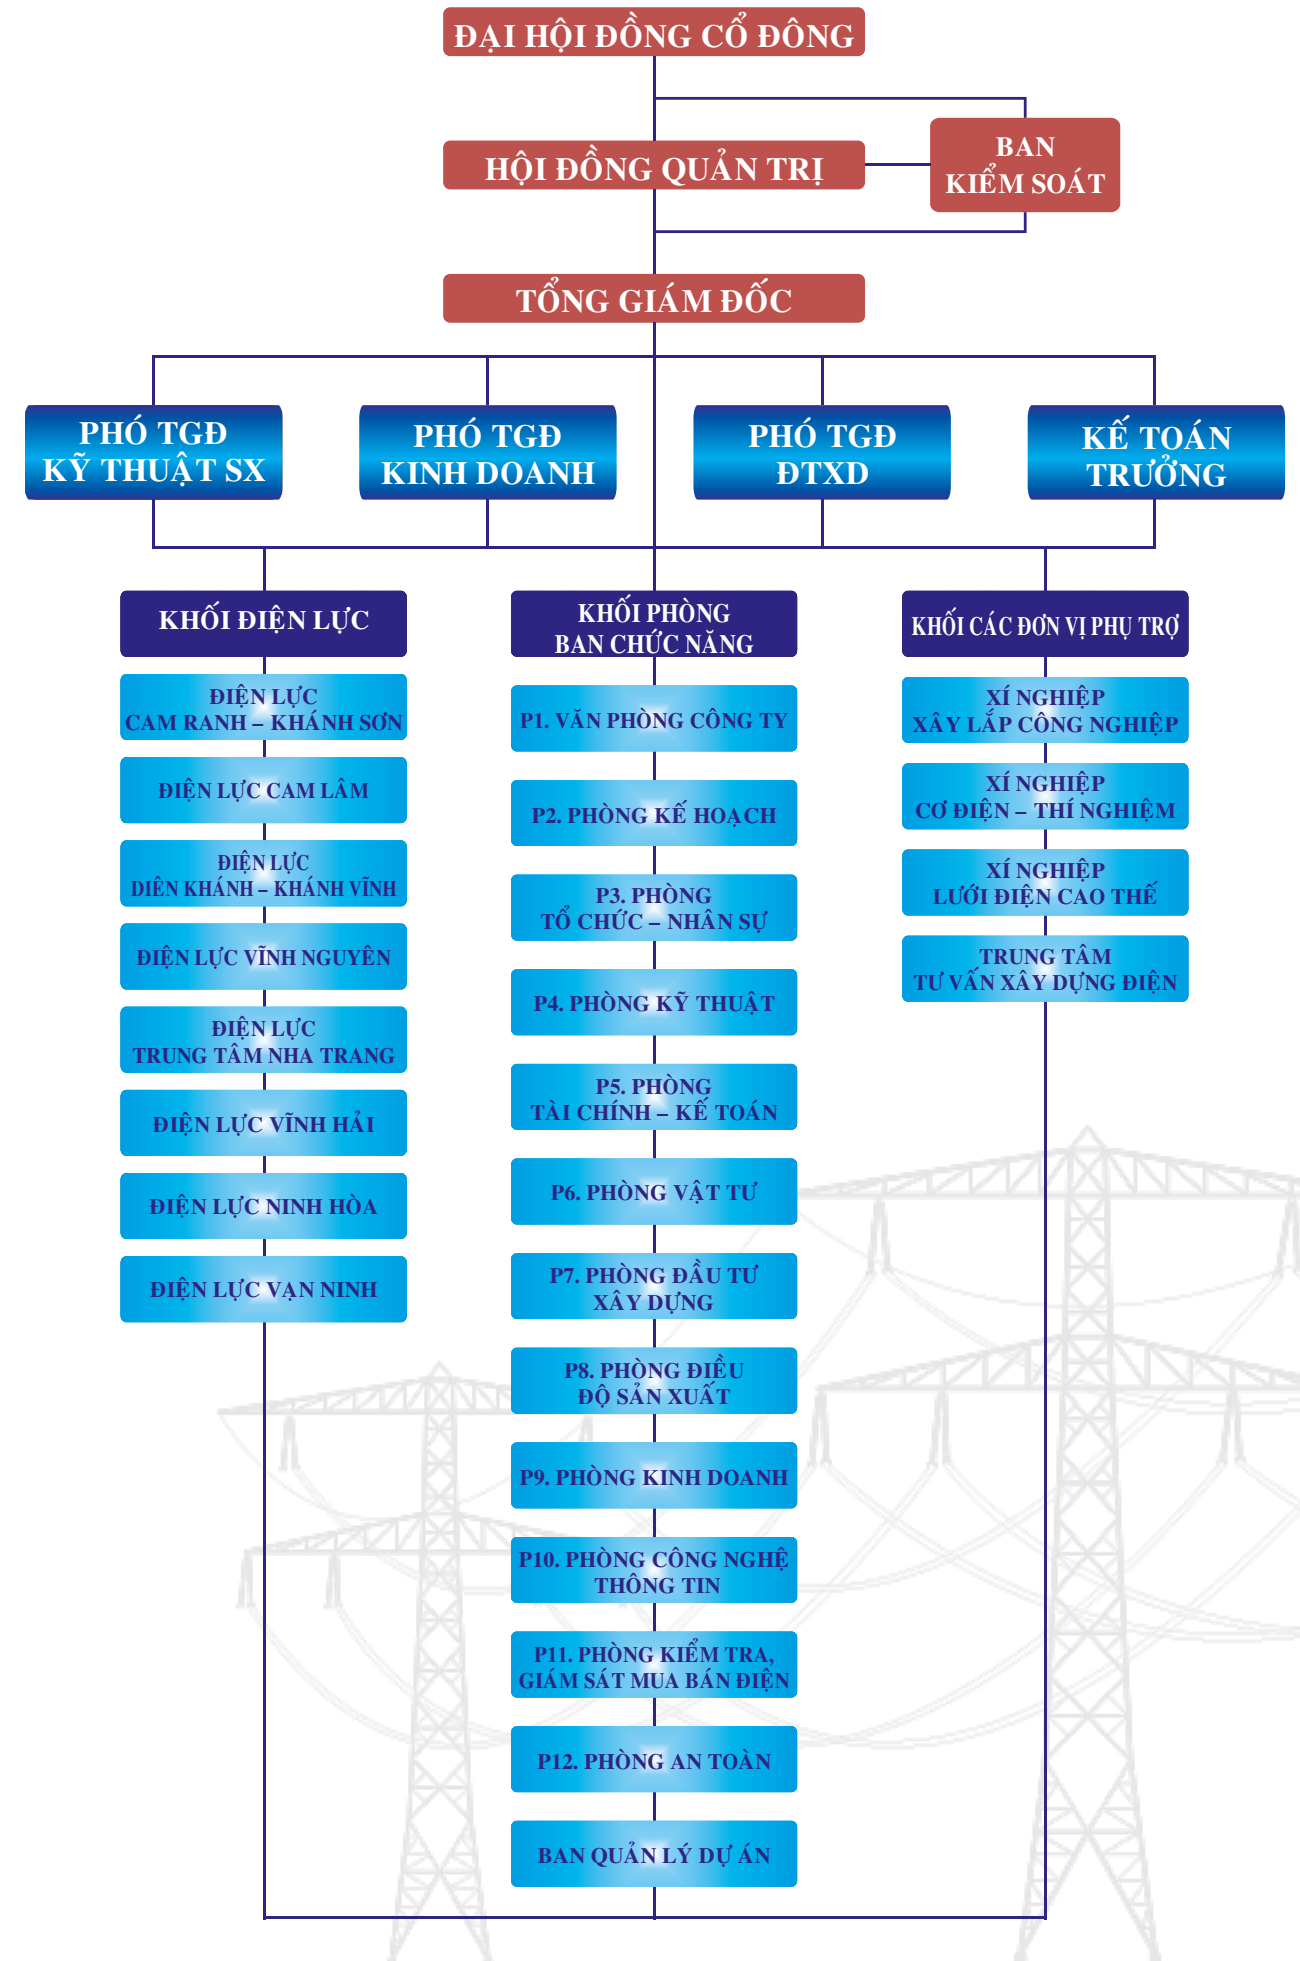 ĐẠI HỘI ĐỒNG CỔ ĐÔNG
HỘI ĐỒNG QUẢN TRỊ
BAN
KIỂM SOÁT
TỔNG GIÁM ĐỐC
PHÓ TGĐ
KỸ THUẬT SX
PHÓ TGĐ
KINH DOANH
PHÓ TGĐ
ĐTXD
KẾ TOÁN
TRƯỞNG
KHỐI ĐIỆN LỰC
ĐIỆN LỰC
CAM RANH – KHÁNH SƠN
ĐIỆN LỰC CAM LÂM
ĐIỆN LỰC
DIÊN KHÁNH – KHÁNH VĨNH
ĐIỆN LỰC VĨNH NGUYÊN
ĐIỆN LỰC
TRUNG TÂM NHA TRANG
ĐIỆN LỰC VĨNH HẢI
ĐIỆN LỰC NINH HÒA
ĐIỆN LỰC VẠN NINH
KHỐI PHÒNG
BAN CHỨC NĂNG
P1. VĂN PHÒNG CÔNG TY
P2. PHÒNG KẾ HOẠCH
P3. PHÒNG
TỔ CHỨC – NHÂN SỰ
P4. PHÒNG KỸ THUẬT
P5. PHÒNG
TÀI CHÍNH – KẾ TOÁN
P6. PHÒNG VẬT TƯ
P7. PHÒNG ĐẦU TƯ
XÂY DỰNG
P8. PHÒNG ĐIỀU
ĐỘ SẢN XUẤT
P9. PHÒNG KINH DOANH
P10. PHÒNG CÔNG NGHỆ
THÔNG TIN
P11. PHÒNG KIỂM TRA,
GIÁM SÁT MUA BÁN ĐIỆN
P12. PHÒNG AN TOÀN
BAN QUẢN LÝ DỰ ÁN
KHỐI CÁC ĐƠN VỊ PHỤ TRỢ
XÍ NGHIỆP
XÂY LẮP CÔNG NGHIỆP
XÍ NGHIỆP
CƠ ĐIỆN – THÍ NGHIỆM
XÍ NGHIỆP
LƯỚI ĐIỆN CAO THẾ
TRUNG TÂM
TƯ VẤN XÂY DỰNG ĐIỆN